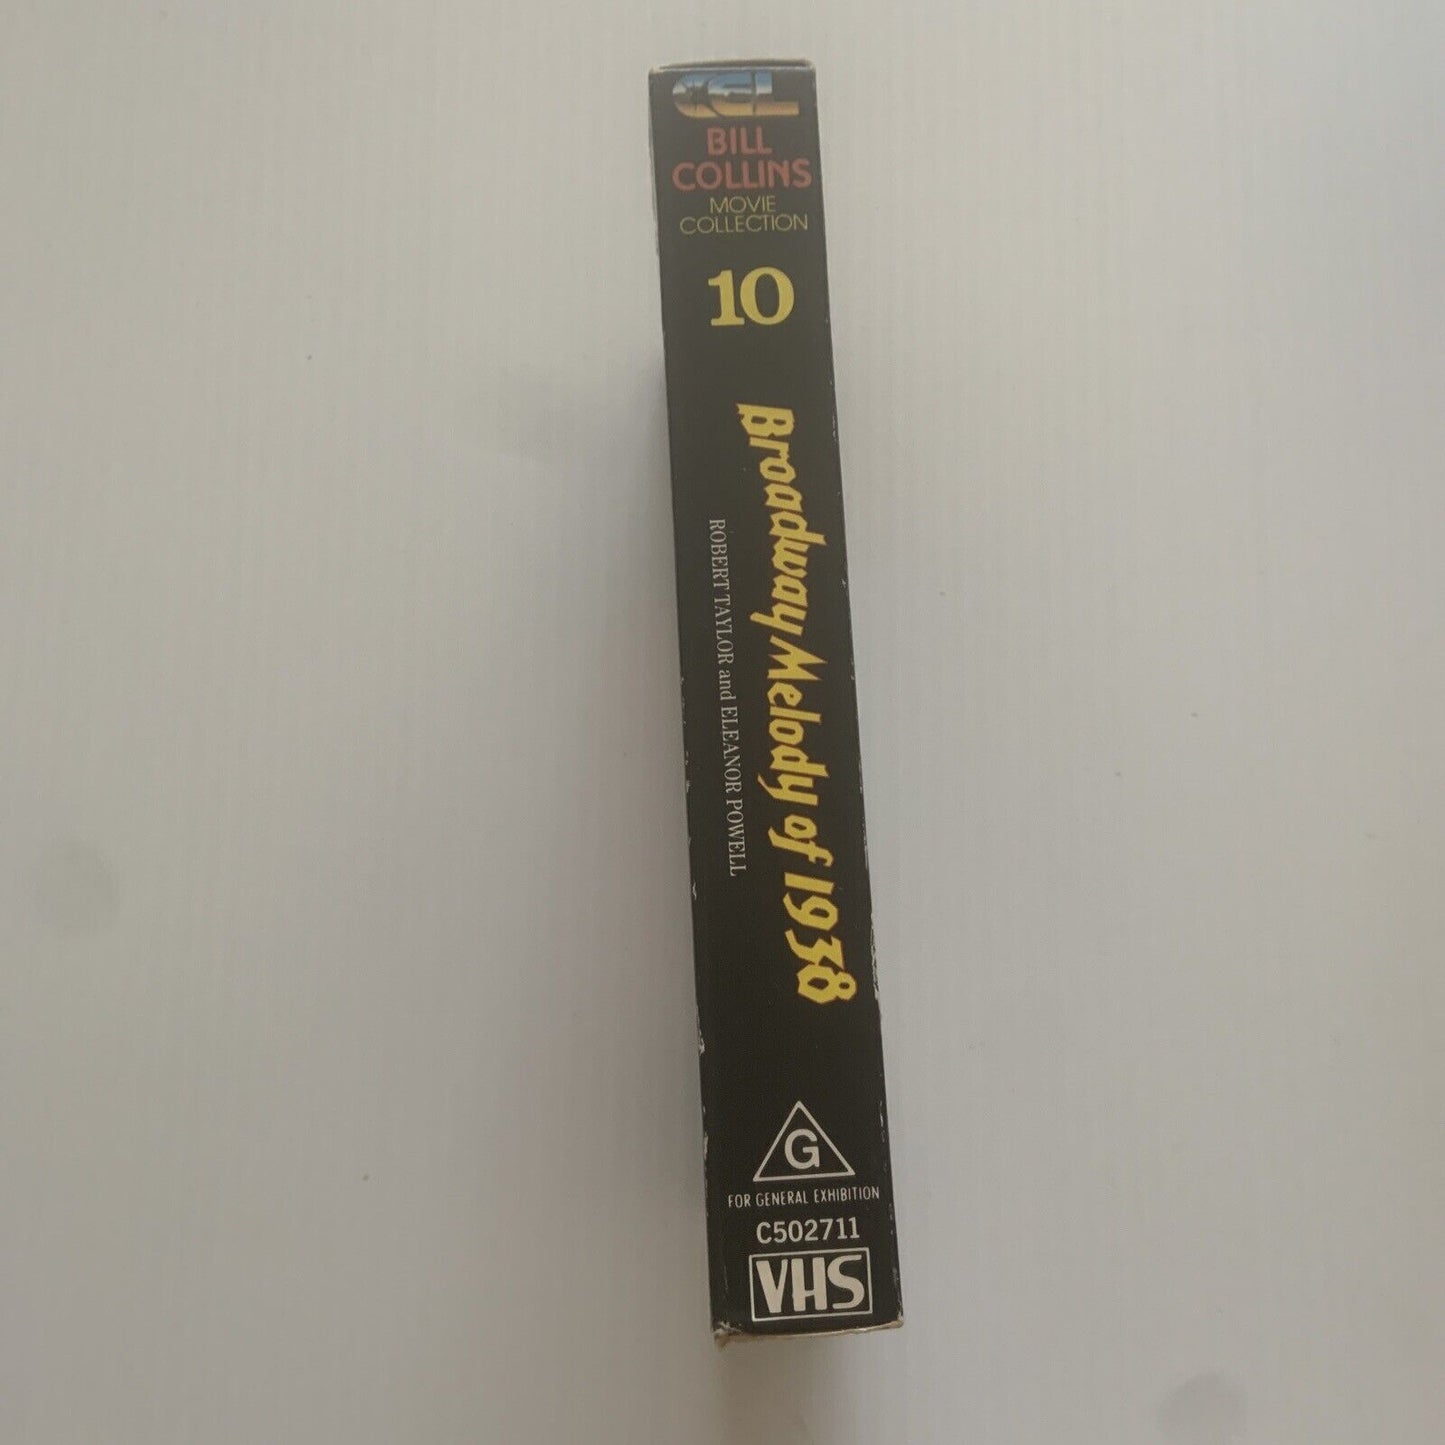 CEL
BILL
COLLINS
MOVIE
COLLECTION
10
Broadway Melody of 1938
ROBERT TAYLOR and ELEANOR POWELL
G
FOR GENERAL EXHIBITION
C502711
VHS